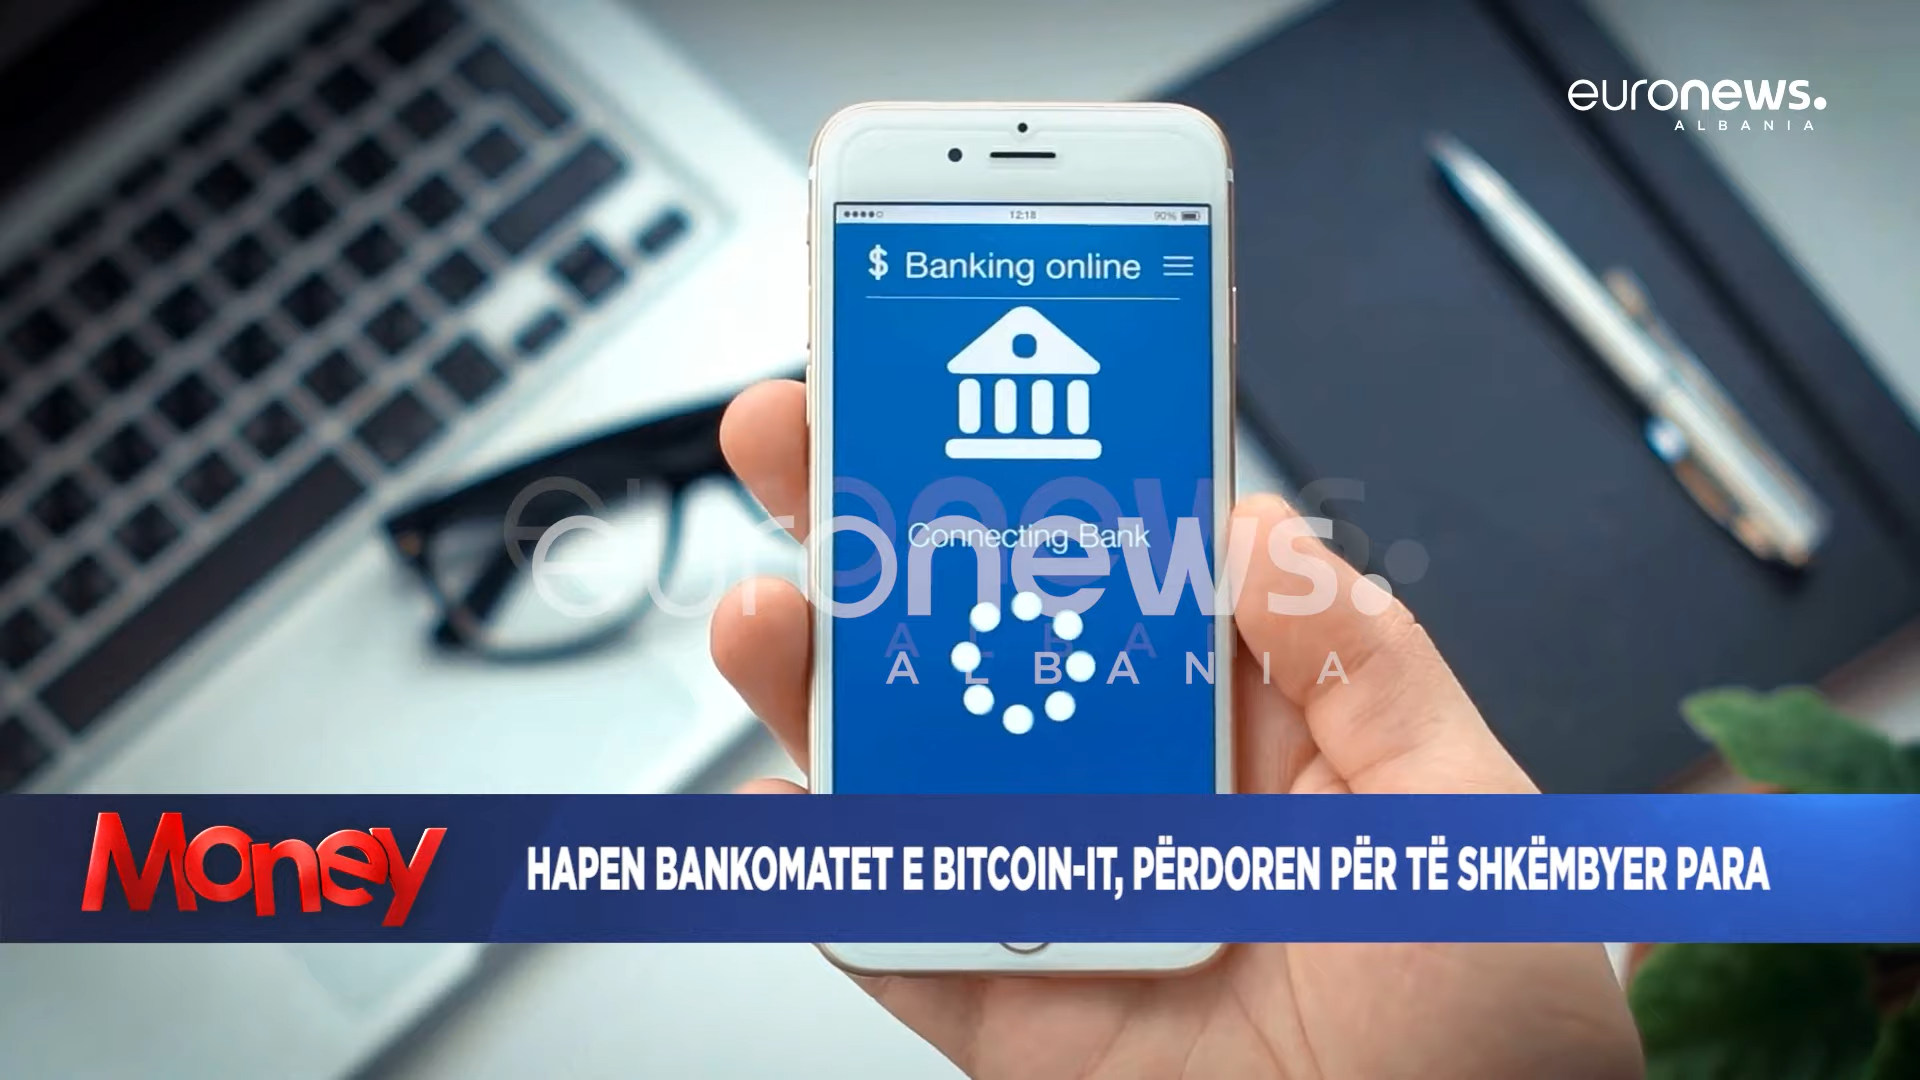 euronews.
ALBANIA
12:18
90%
$ Banking online
Connecting Bank
euronews.
ALBANIA
Money
HAPEN BANKOMATET E BITCOIN-IT, PËRDOREN PËR TË SHKËMBYER PARA